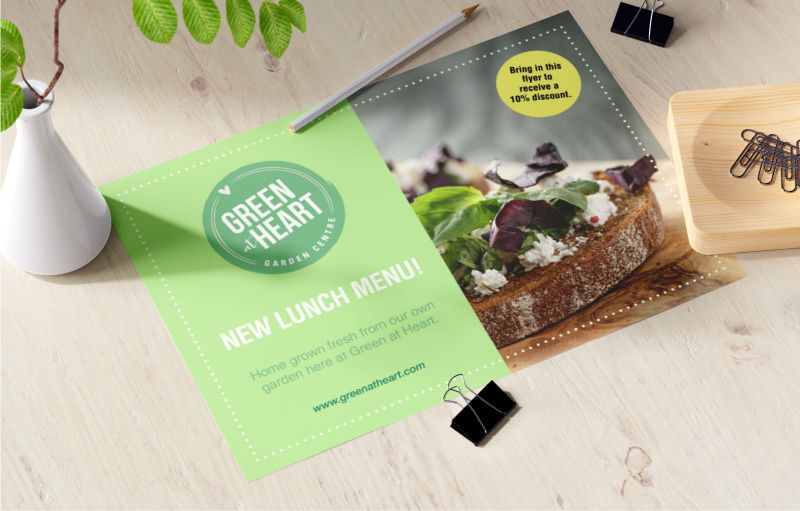 GREEN
at HEART
GARDEN CENTRE
NEW LUNCH MENU!
Home grown fresh from our own
garden here at Green at Heart.
www.greenatheart.com
Bring in this
flyer to
receive a
10% discount.